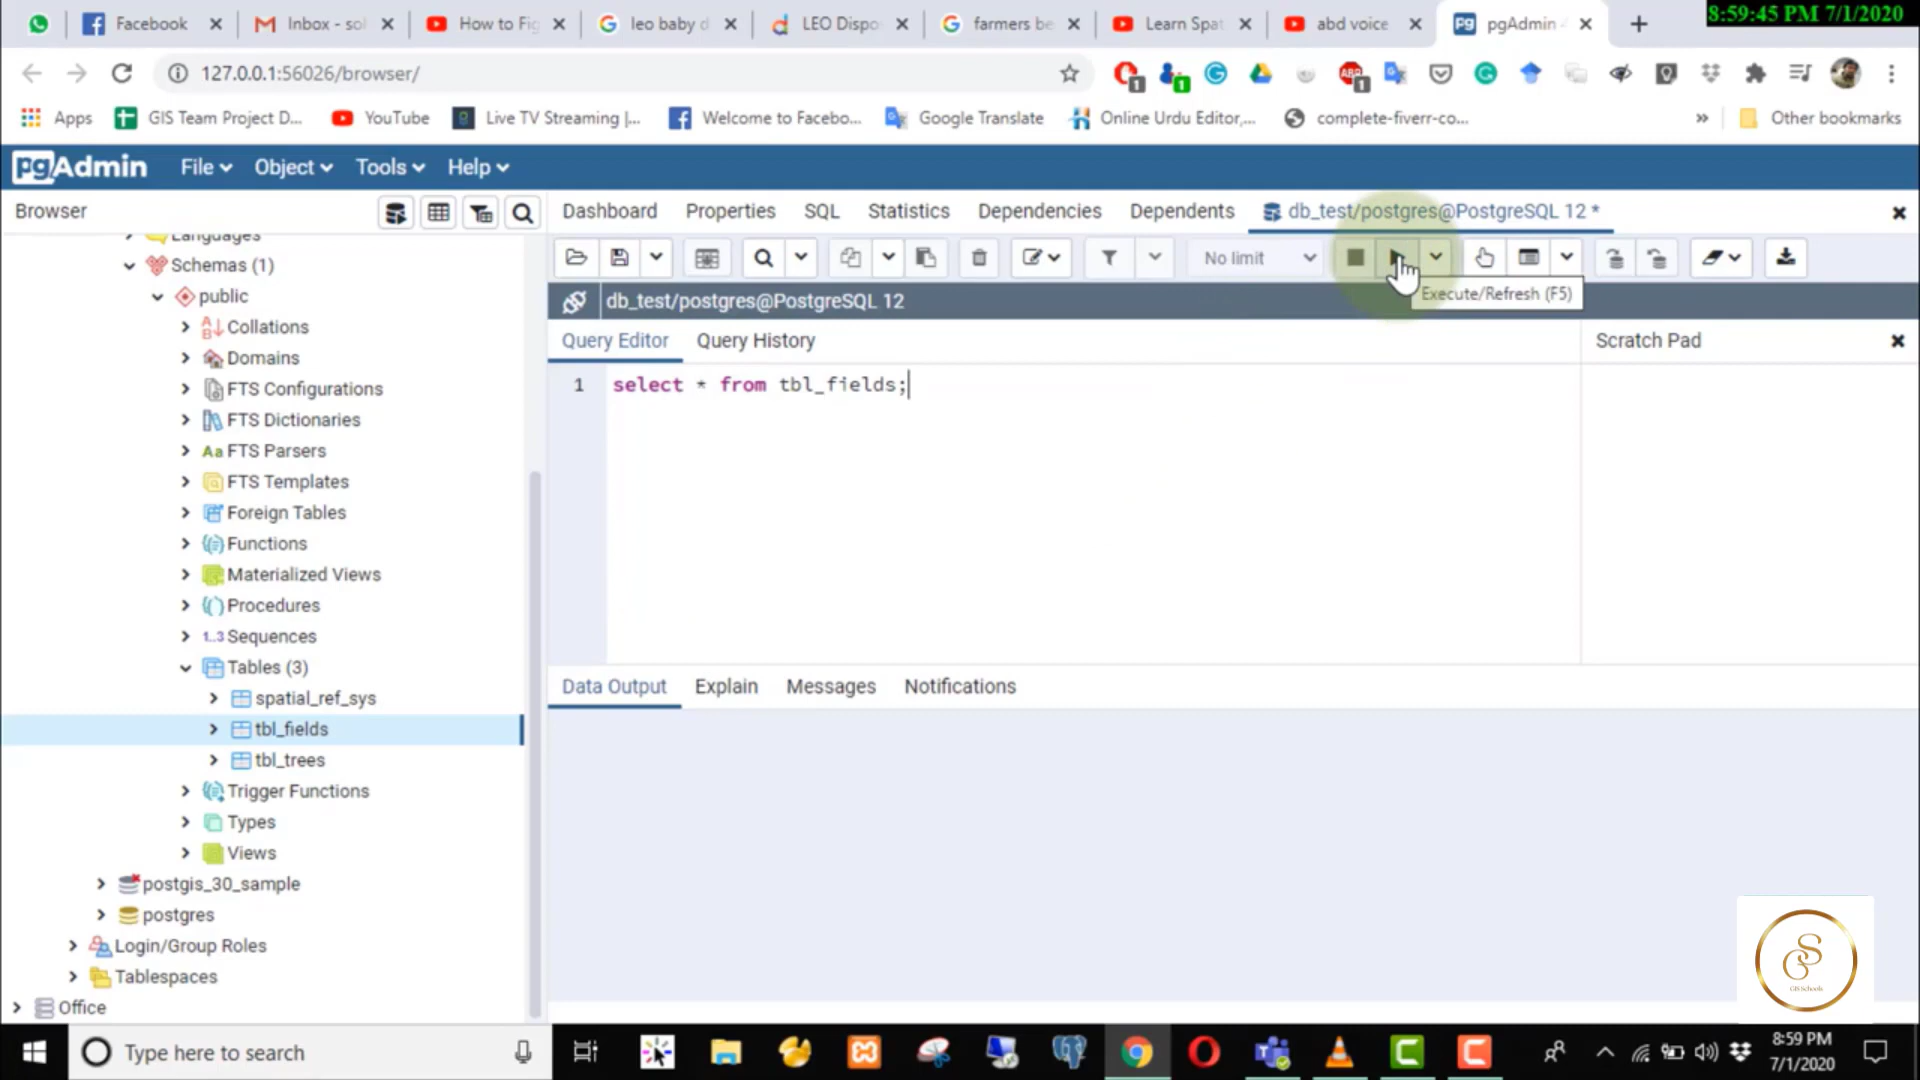 8:59:45 PM 7/1/2020
Facebook
Inbox - sol
How to Fig
leo baby d
LEO Dispo
farmers be
Learn Spat
abd voice
pgAdmin
127.0.0.1:56026/browser/
Apps
GIS Team Project D...
YouTube
Live TV Streaming |...
Welcome to Facebo...
Google Translate
Online Urdu Editor,...
complete-fiverr-co...
»
Other bookmarks
pgAdmin
File
Object
Tools
Help
Browser
Dashboard
Properties
SQL
Statistics
Dependencies
Dependents
db_test/postgres@PostgreSQL 12 *
No limit
Execute/Refresh (F5)
db_test/postgres@PostgreSQL 12
Query Editor
Query History
Scratch Pad
1 select * from tbl_fields;
Data Output
Explain
Messages
Notifications
Languages
Schemas (1)
public
Collations
Domains
FTS Configurations
FTS Dictionaries
FTS Parsers
FTS Templates
Foreign Tables
Functions
Materialized Views
Procedures
Sequences
Tables (3)
spatial_ref_sys
tbl_fields
tbl_trees
Trigger Functions
Types
Views
postgis_30_sample
postgres
Login/Group Roles
Tablespaces
Office
GIS Schools
Type here to search
8:59 PM
7/1/2020